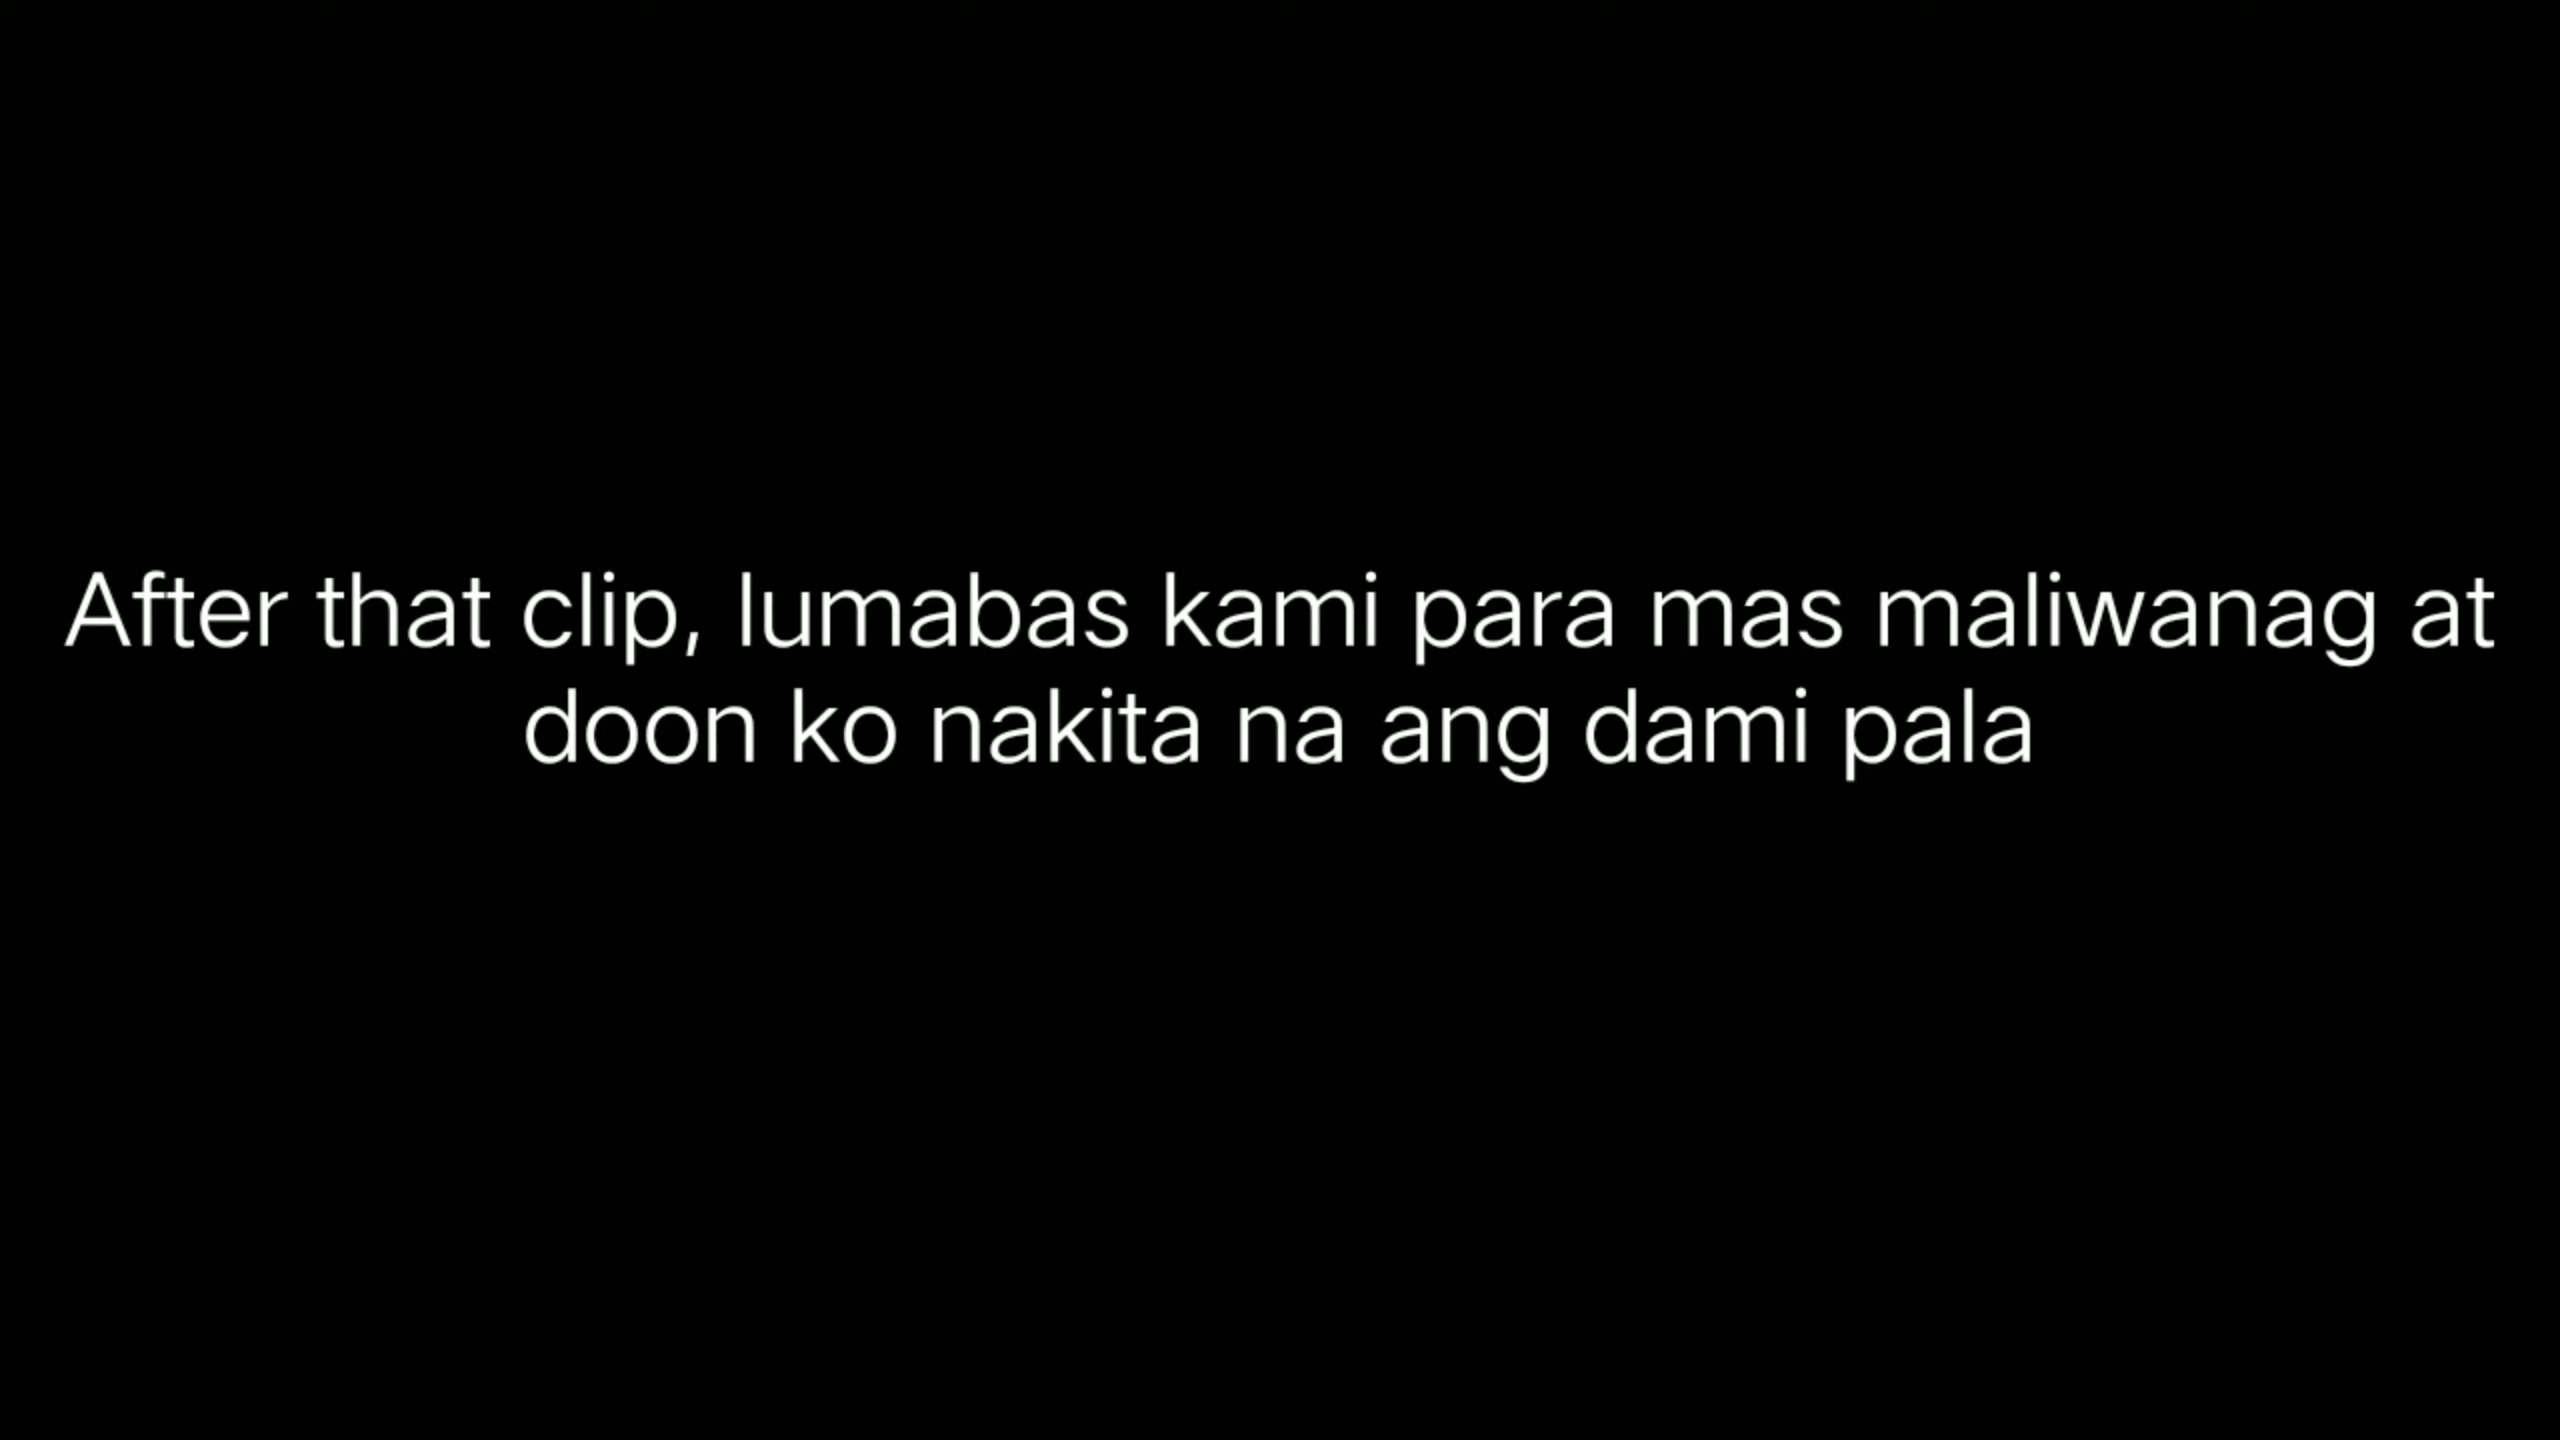 After that clip, lumabas kami para mas maliwanag at
doon ko nakita na ang dami pala